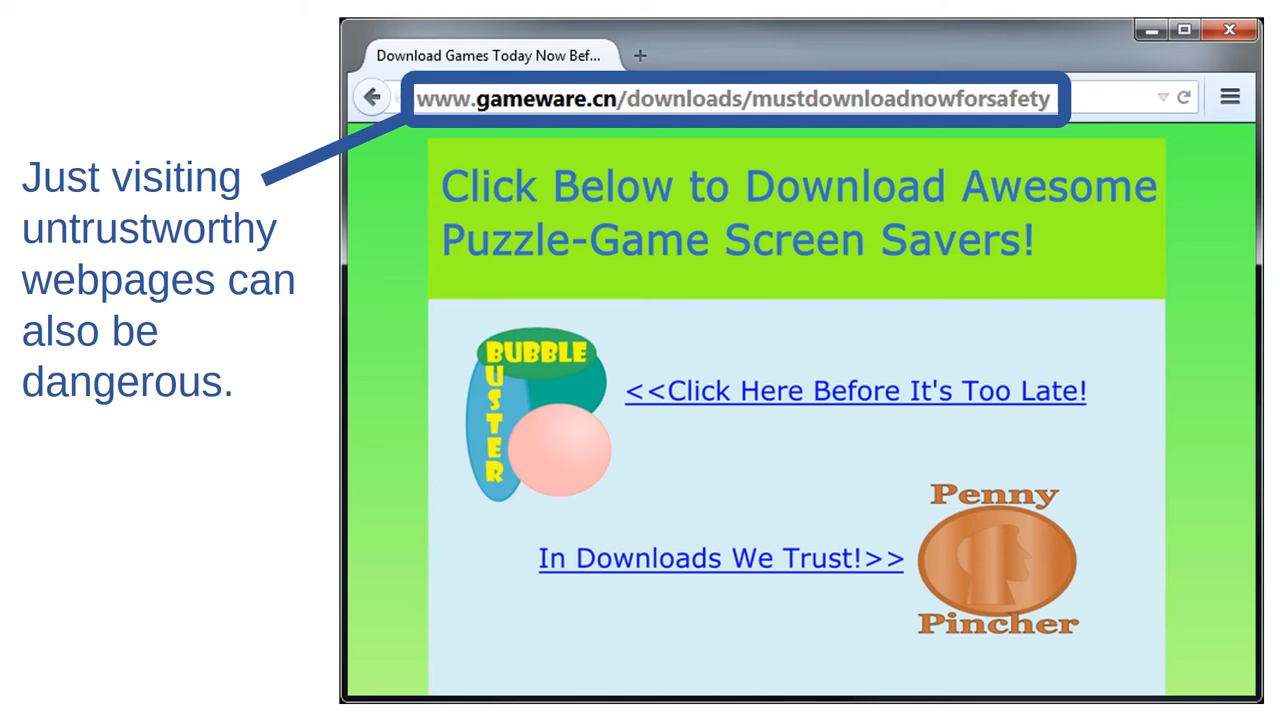 Download Games Today Now Bef...
www.gameware.cn/downloads/mustdownloadnowforsafety
Just visiting
untrustworthy
webpages can
also be
dangerous.
Click Below to Download Awesome
Puzzle-Game Screen Savers!
BUBBLE
BUSTER
<<Click Here Before It's Too Late!
Penny
In Downloads We Trust!>>
Pincher